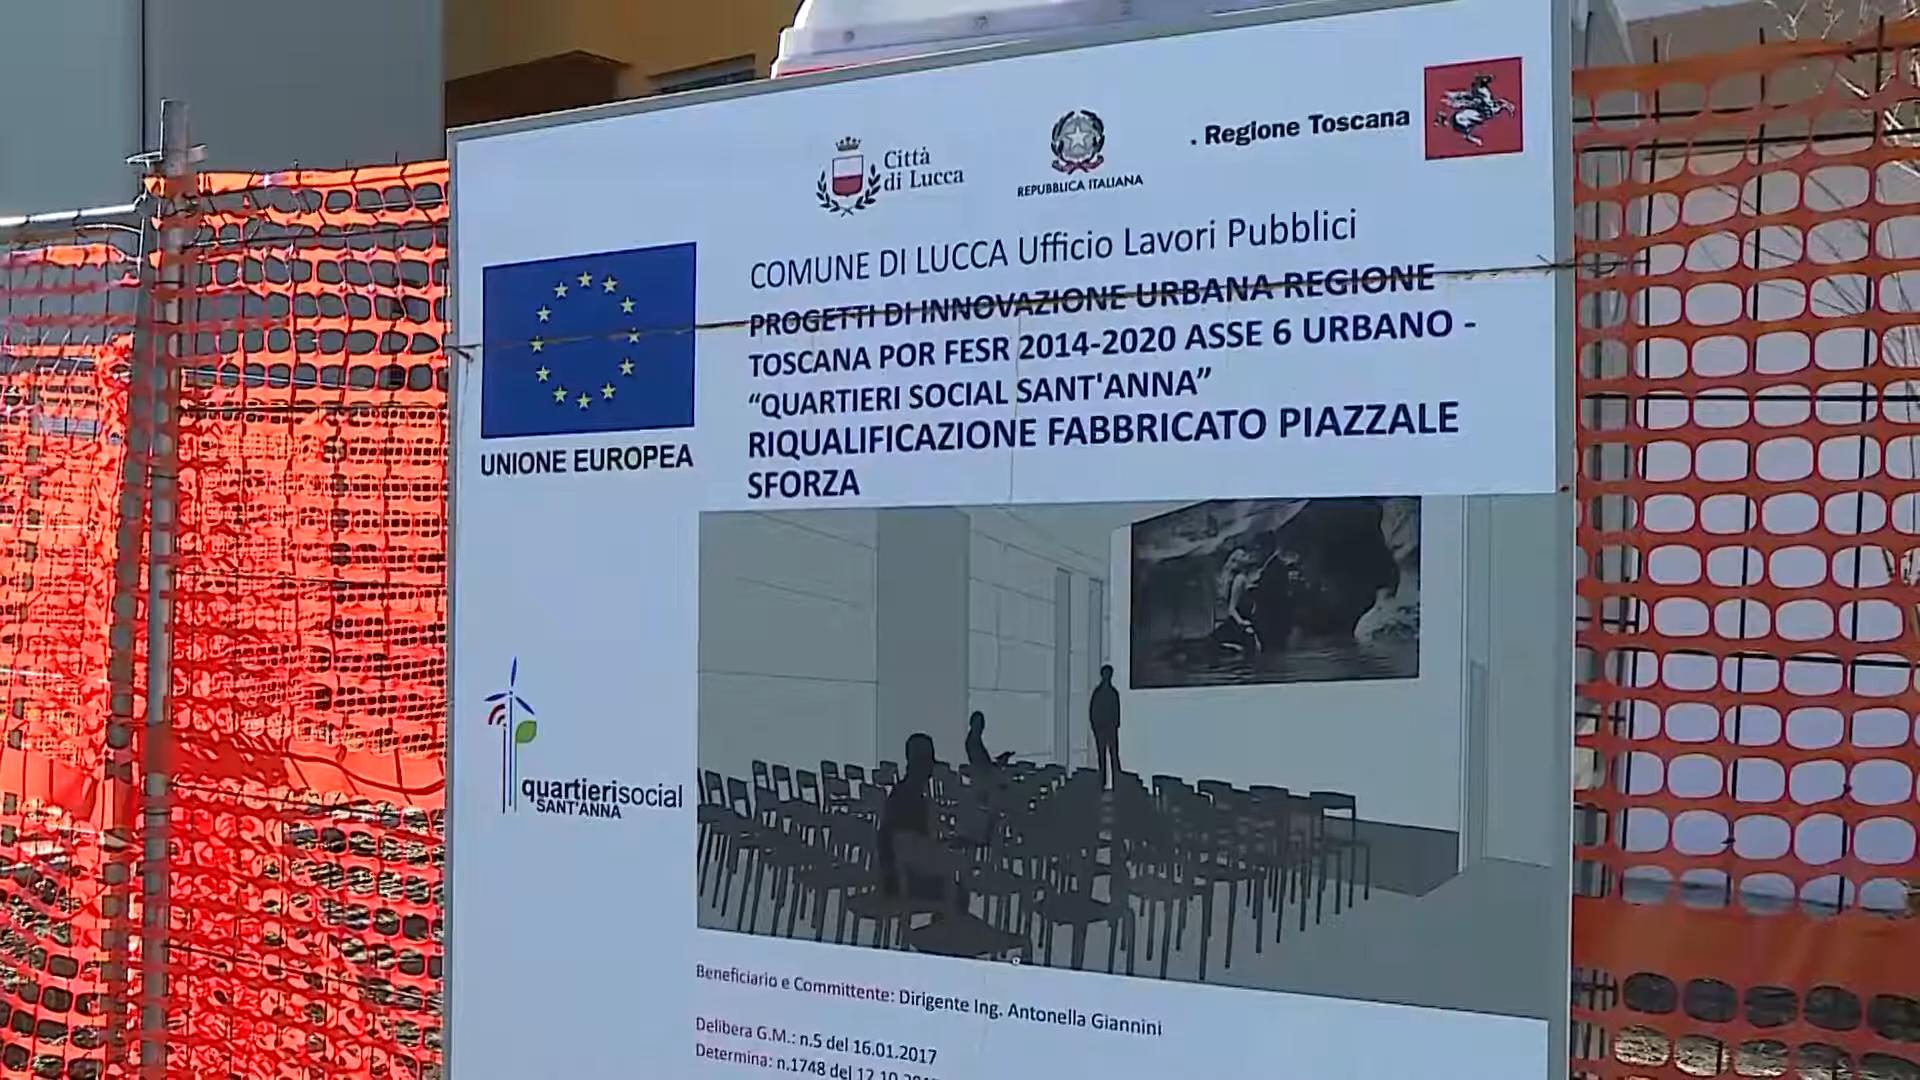 Città
di Lucca
REPUBBLICA ITALIANA
. Regione Toscana
COMUNE DI LUCCA Ufficio Lavori Pubblici
PROGETTI DI INNOVAZIONE URBANA REGIONE
TOSCANA POR FESR 2014-2020 ASSE 6 URBANO -
“QUARTIERI SOCIAL SANT'ANNA”
RIQUALIFICAZIONE FABBRICATO PIAZZALE
SFORZA
UNIONE EUROPEA
quartierisocial
SANT'ANNA
Beneficiario e Committente: Dirigente Ing. Antonella Giannini
Delibera G.M.: n.5 del 16.01.2017
Determina: n.1748 del